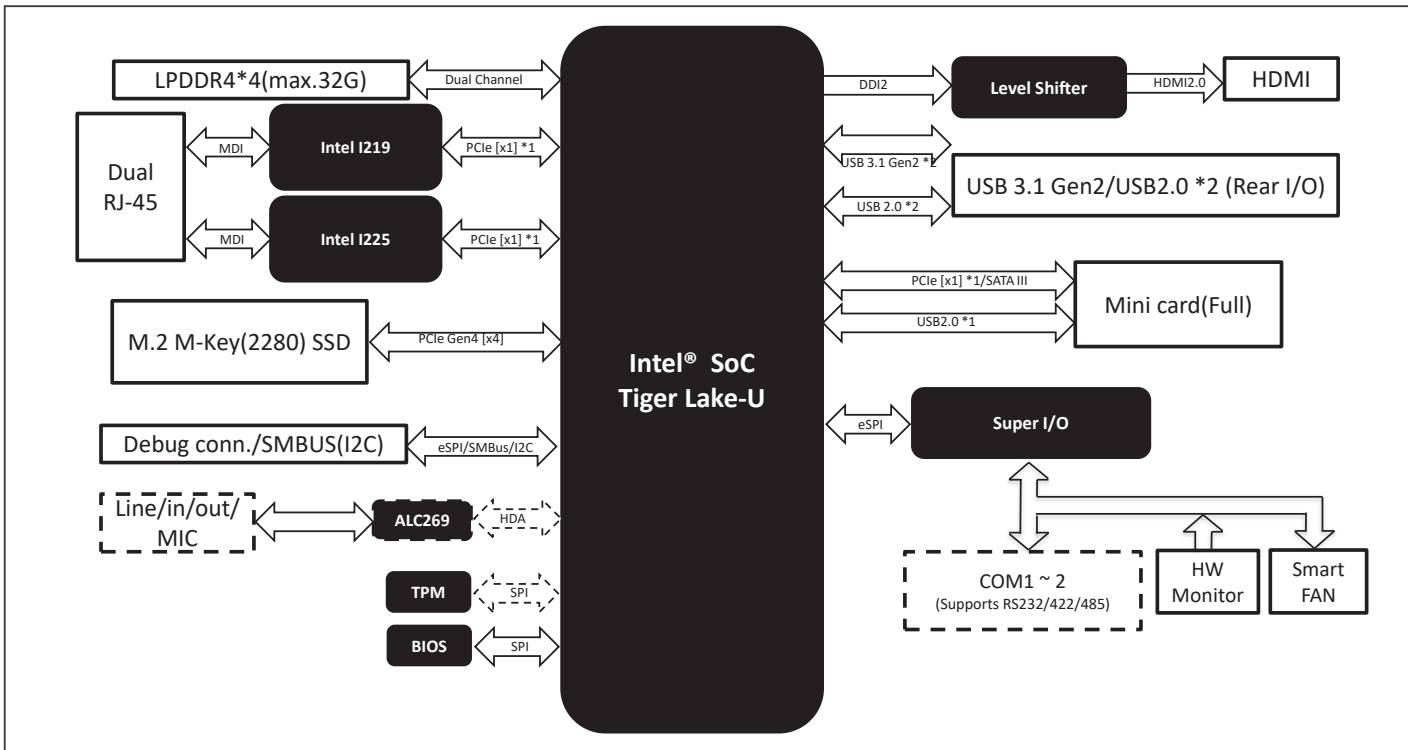 LPDDR4*4(max.32G)
Dual Channel
Dual
RJ-45
MDI
Intel I219
PCIe [x1] *1
MDI
Intel I225
PCIe [x1] *1
M.2 M-Key(2280) SSD
PCIe Gen4 [x4]
Debug conn./SMBUS(I2C)
eSPI/SMBus/I2C
Line/in/out/
MIC
ALC269
HDA
TPM
SPI
BIOS
SPI
Intel® SoC
Tiger Lake-U
DDI2
Level Shifter
HDMI2.0
HDMI
USB 3.1 Gen2 *2
USB 2.0 *2
USB 3.1 Gen2/USB2.0 *2 (Rear I/O)
PCIe [x1] *1/SATA III
USB2.0 *1
Mini card(Full)
eSPI
Super I/O
COM1 ~ 2
(Supports RS232/422/485)
HW
Monitor
Smart
FAN